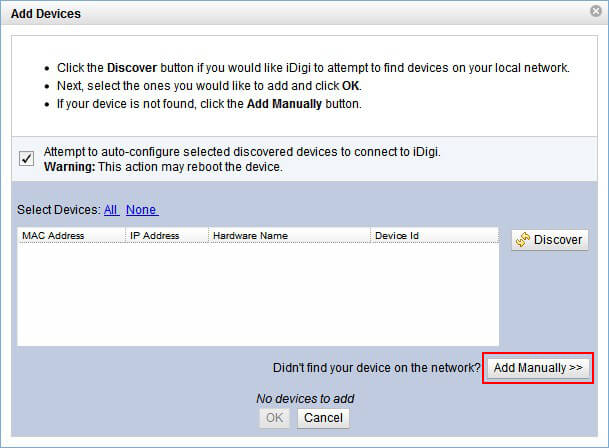 Add Devices
• Click the Discover button if you would like iDigi to attempt to find devices on your local network.
• Next, select the ones you would like to add and click OK.
• If your device is not found, click the Add Manually button.
Attempt to auto-configure selected discovered devices to connect to iDigi.
Warning: This action may reboot the device.
Select Devices: All None
MAC Address IP Address Hardware Name Device Id
Discover
Didn't find your device on the network? Add Manually >>
No devices to add
OK Cancel